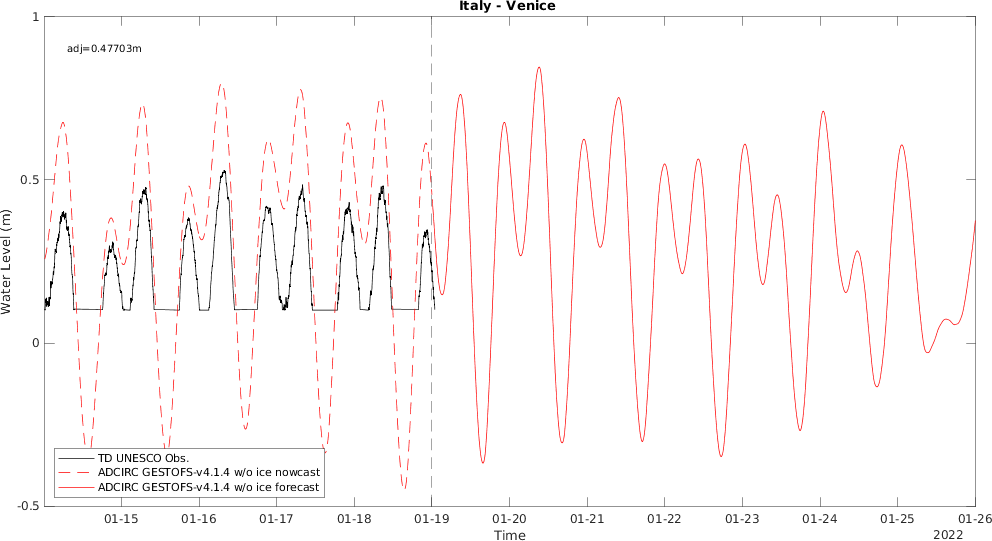 Italy - Venice
1
adj=0.47703m
0.5
Water Level (m)
0
TD UNESCO Obs.
ADCIRC GESTOFS-v4.1.4 w/o ice nowcast
ADCIRC GESTOFS-v4.1.4 w/o ice forecast
-0.5
01-15 01-16 01-17 01-18 01-19 01-20 01-21 01-22 01-23 01-24 01-25 01-26
Time
2022